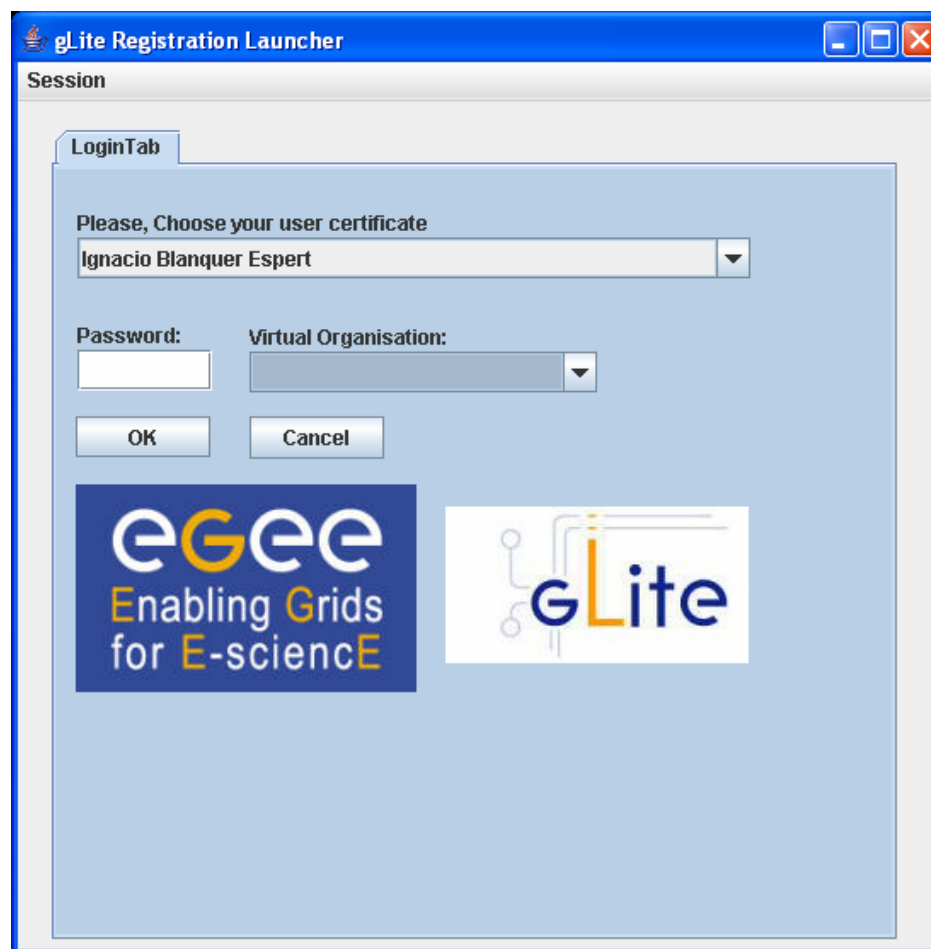 gLite Registration Launcher
Session
LoginTab
Please, Choose your user certificate
Ignacio Blanquer Espert
Password:
Virtual Organisation:
OK
Cancel
eGee
Enabling Grids
for E-sciencE
gLite